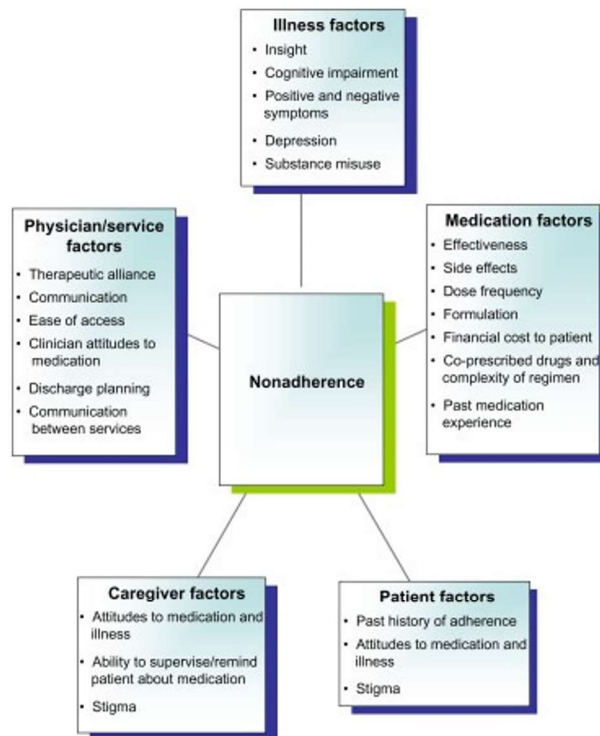 Illness factors
• Insight
• Cognitive impairment
• Positive and negative
symptoms
• Depression
• Substance misuse
Physician/service
factors
• Therapeutic alliance
• Communication
• Ease of access
• Clinician attitudes to
medication
• Discharge planning
• Communication
between services
Medication factors
• Effectiveness
• Side effects
• Dose frequency
• Formulation
• Financial cost to patient
• Co-prescribed drugs and
complexity of regimen
• Past medication
experience
Nonadherence
Caregiver factors
• Attitudes to medication and
illness
• Ability to supervise/remind
patient about medication
• Stigma
Patient factors
• Past history of adherence
• Attitudes to medication and
illness
• Stigma